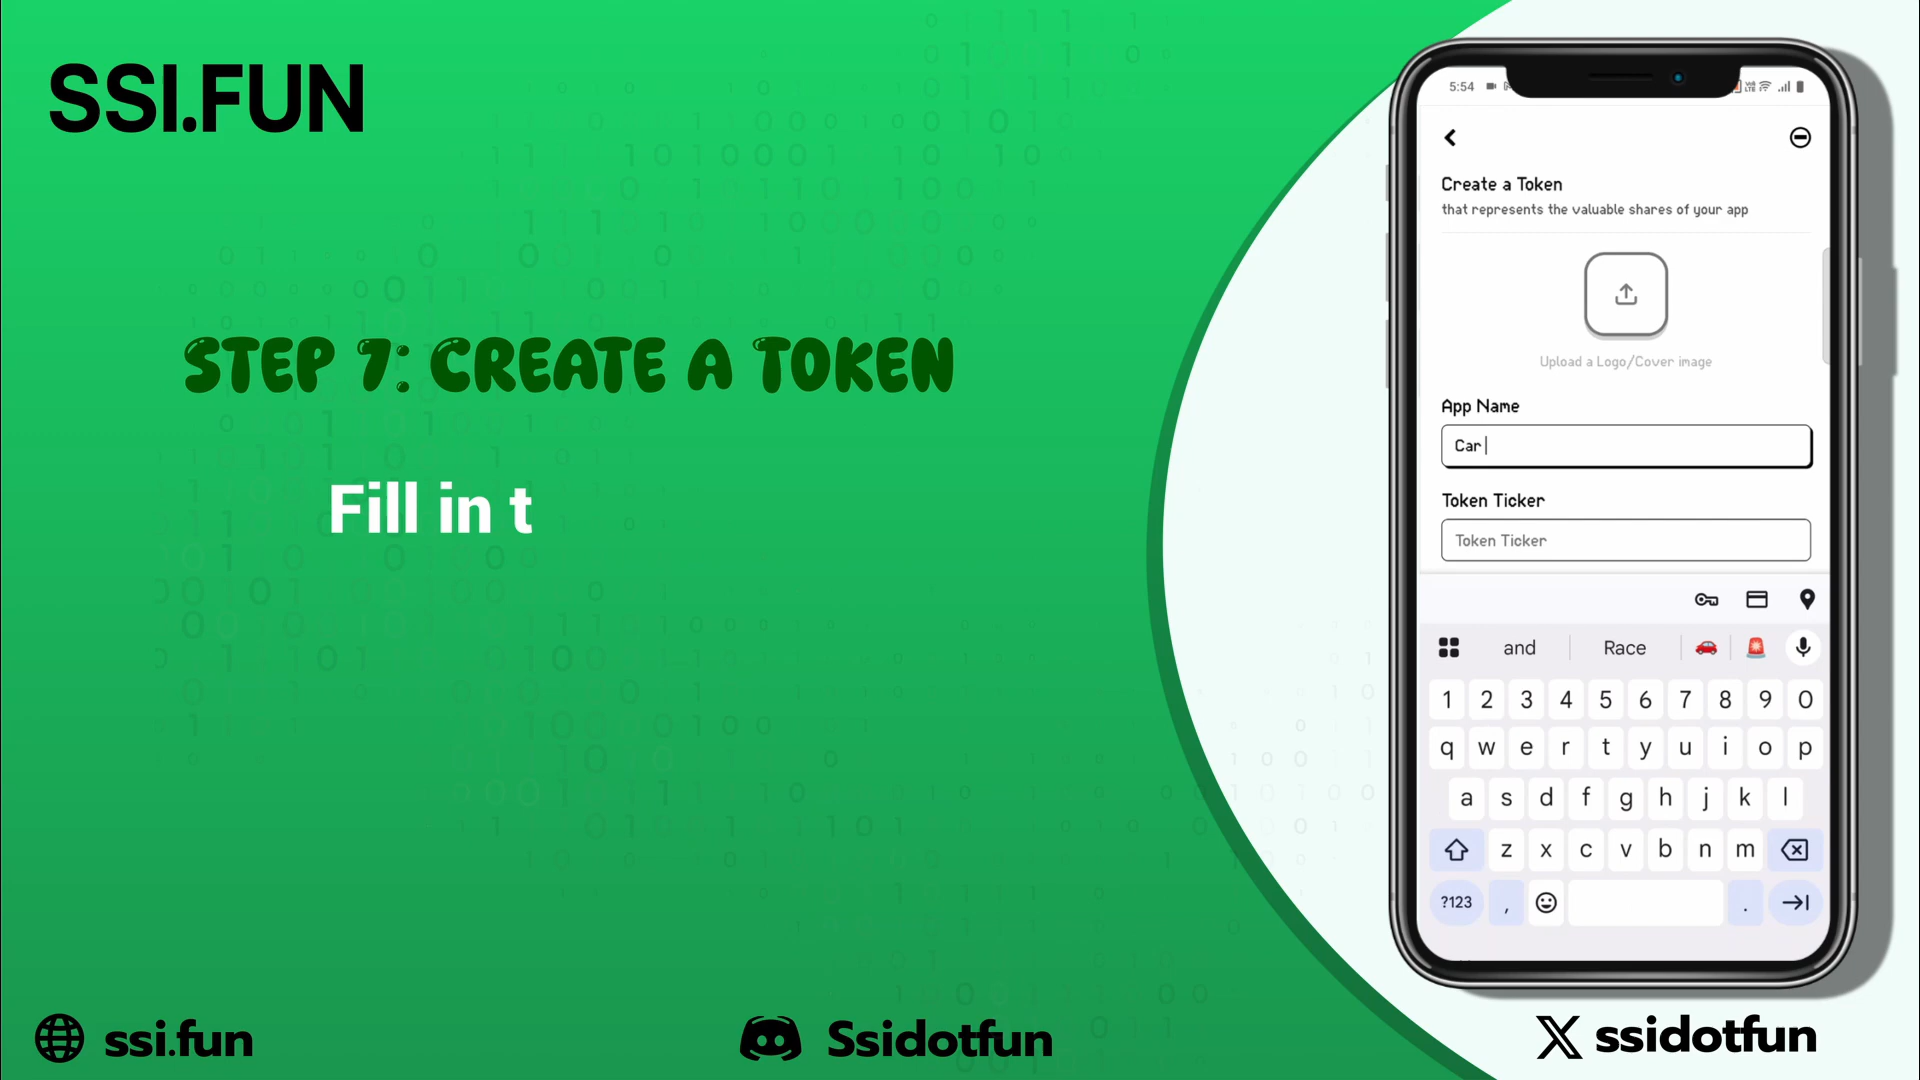 SSI.FUN
STEP 7: CREATE A TOKEN
Fill in t
ssi.fun
Ssidotfun
ssidotfun
5:54
Create a Token
that represents the valuable shares of your app
Upload a Logo/Cover image
App Name
Car
Token Ticker
Token Ticker
and Race
1 2 3 4 5 6 7 8 9 0
q w e r t y u i o p
a s d f g h j k l
z x c v b n m
?123 , .